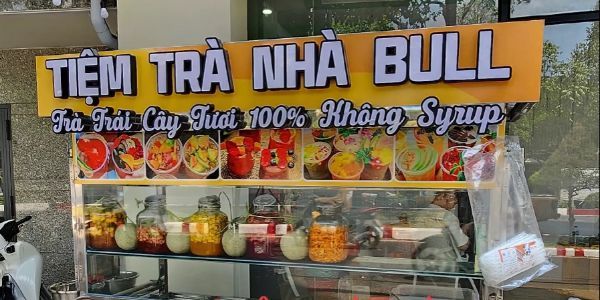 TIỆM TRÀ NHÀ BULL
Trà Trái Cây Tươi 100% Không Syrup